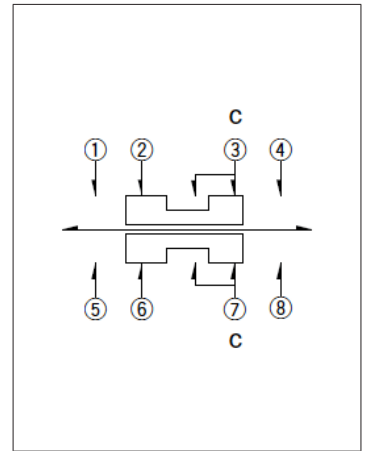 C
① ② ③ ④
⑤ ⑥ ⑦ ⑧
C